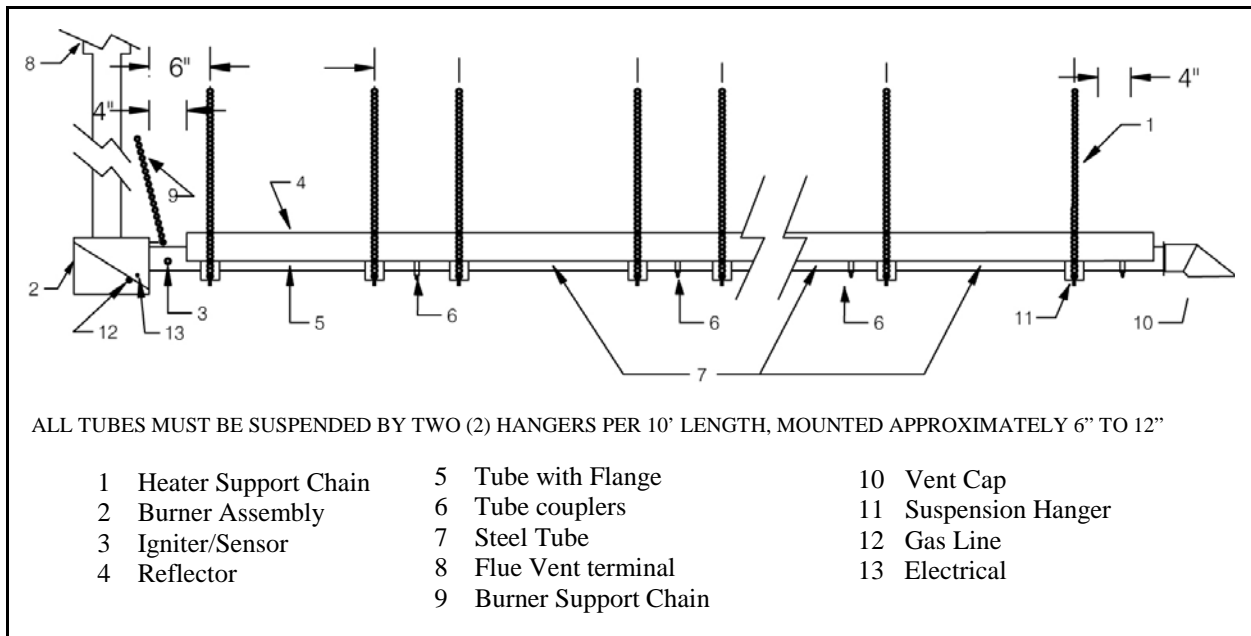 8
6"
4"
4"
1
9
4
2
12
13
3
5
6
6
6
11
10
7
ALL TUBES MUST BE SUSPENDED BY TWO (2) HANGERS PER 10’ LENGTH, MOUNTED APPROXIMATELY 6” TO 12”
1 Heater Support Chain
2 Burner Assembly
3 Igniter/Sensor
4 Reflector
5 Tube with Flange
6 Tube couplers
7 Steel Tube
8 Flue Vent terminal
9 Burner Support Chain
10 Vent Cap
11 Suspension Hanger
12 Gas Line
13 Electrical